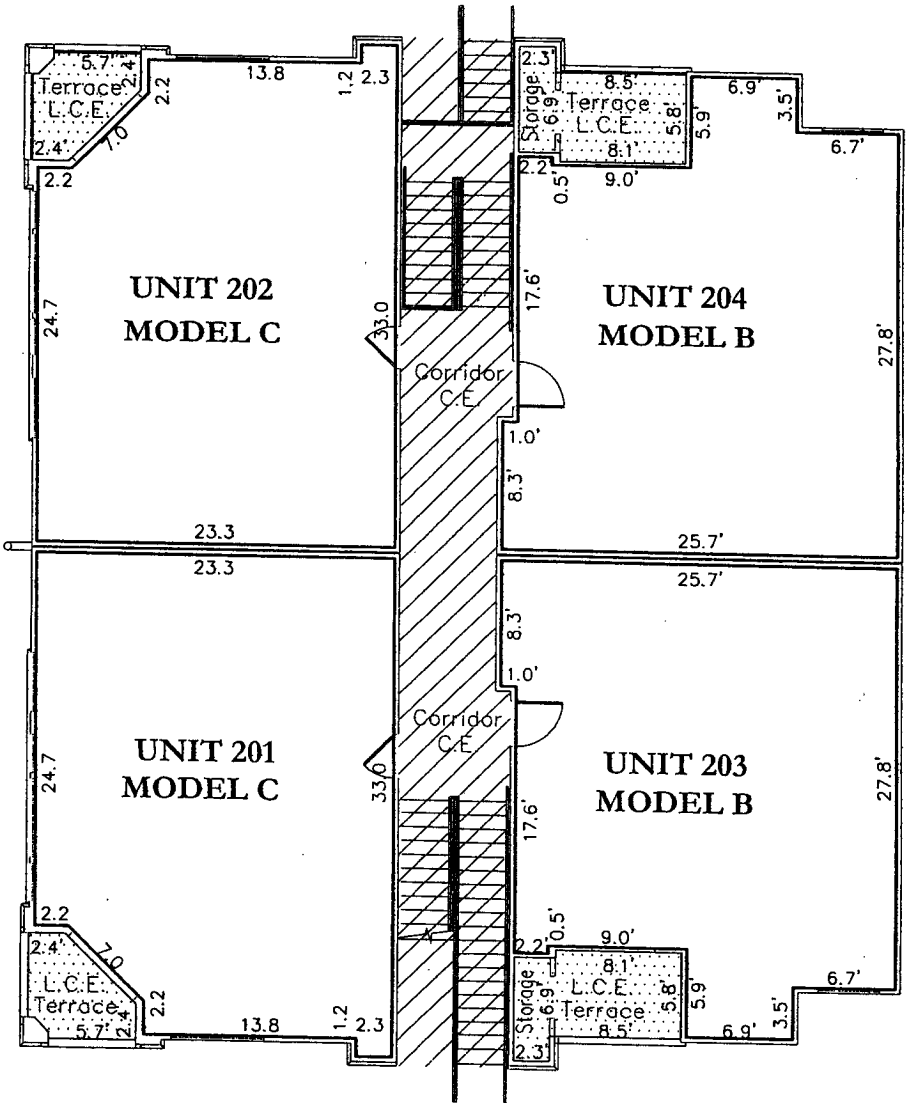 5.7'
2.4'
Terrace
L.C.E.
2.4'
7.0
2.2
2.2
13.8
1.2
2.3
24.7
UNIT 202
MODEL C
33.0
23.3
Corridor
C.E.
2.3'
Storage
6.9'
8.5'
Terrace
L.C.E.
8.1'
5.8'
5.9'
6.9'
3.5'
6.7'
2.2'
0.5'
9.0'
17.6'
UNIT 204
MODEL B
27.8'
1.0'
8.3'
25.7'
23.3
24.7
UNIT 201
MODEL C
33.0'
2.2
2.4'
7.0
L.C.E.
Terrace
5.7'
2.4'
2.2
13.8
1.2
2.3
Corridor
C.E.
25.7'
8.3'
1.0'
17.6'
UNIT 203
MODEL B
27.8'
2.2'
0.5'
9.0'
Storage
6.9'
8.1'
L.C.E.
Terrace
8.5'
5.8'
5.9'
2.3'
6.9'
3.5'
6.7'